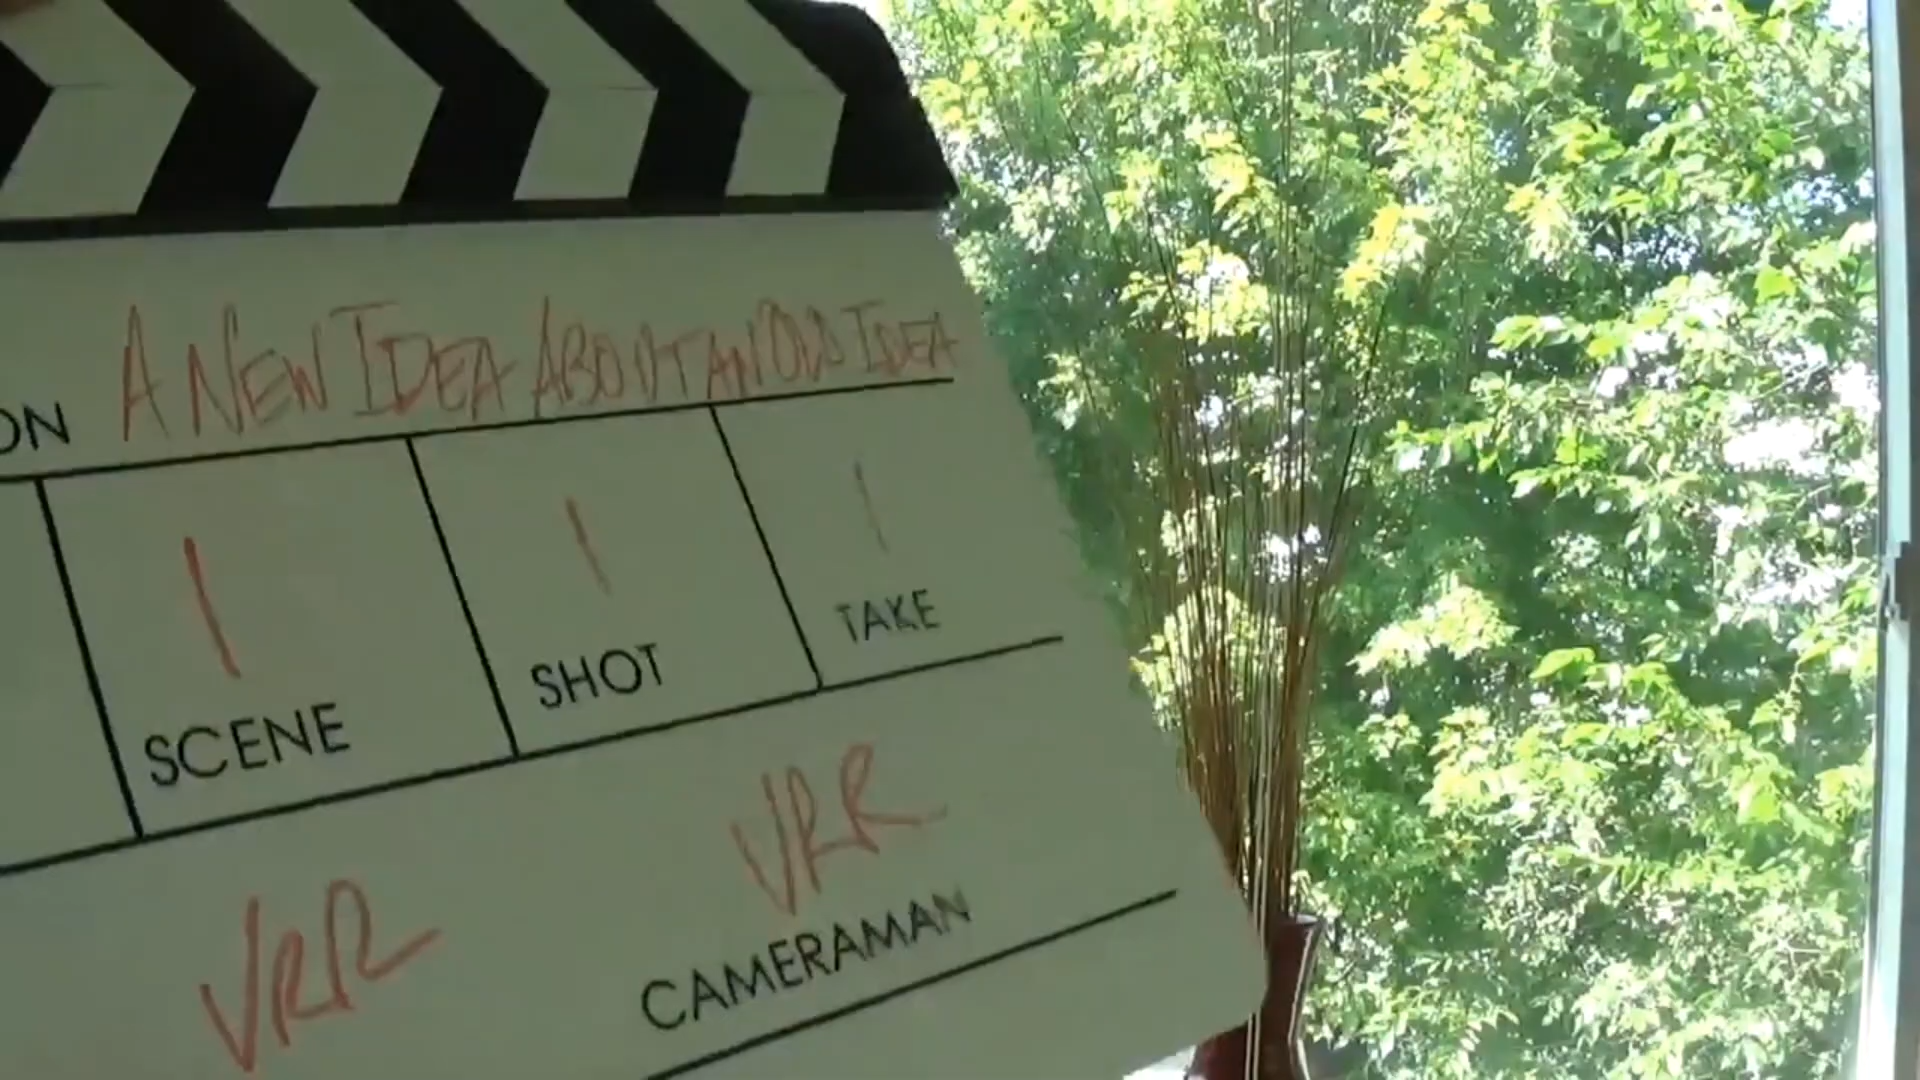 ON A NEW IDEA ABOUT AN OLD IDEA
1 1 1
SCENE SHOT TAKE
VRR VRR
CAMERAMAN